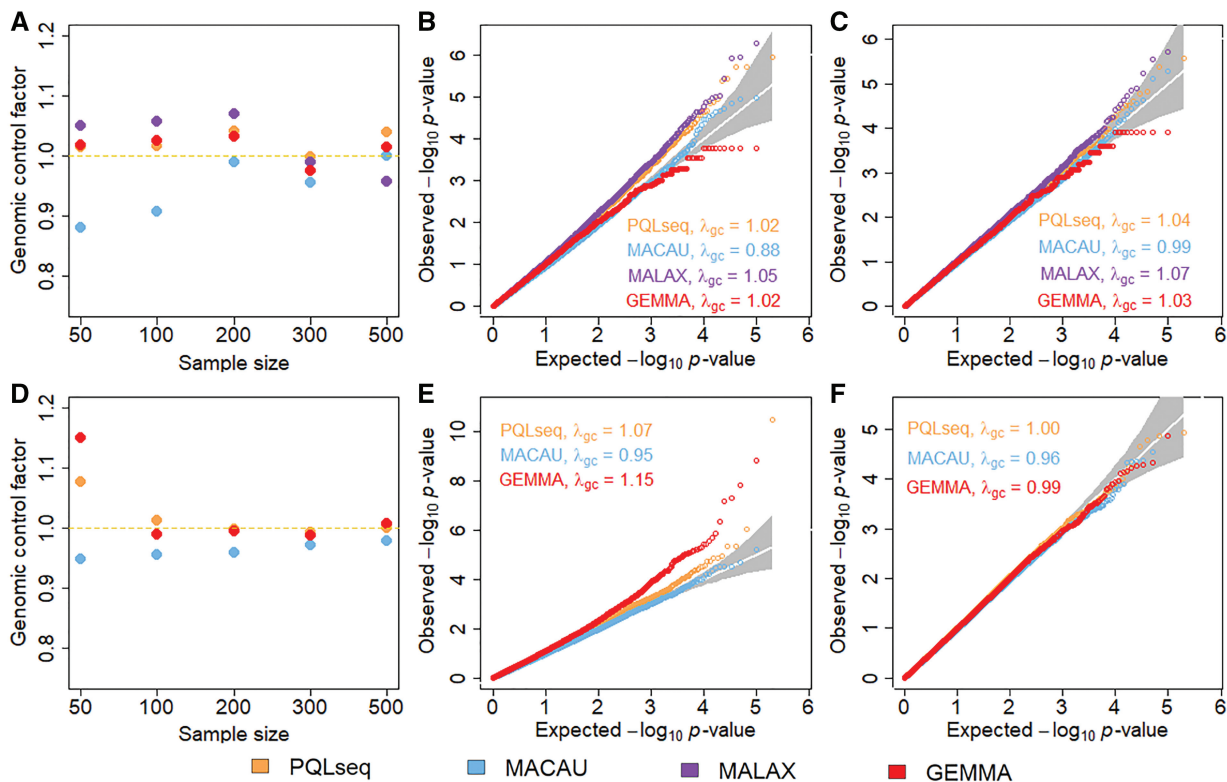 A
Genomic control factor
1.2
1.1
1.0
0.9
0.8
50 100 200 300 500
Sample size
B
Observed −log10 p-value
6
5
4
3
2
1
0
PQLseq, λgc = 1.02
MACAU, λgc = 0.88
MALAX, λgc = 1.05
GEMMA, λgc = 1.02
0 1 2 3 4 5 6
Expected −log10 p-value
C
Observed −log10 p-value
6
5
4
3
2
1
0
PQLseq, λgc = 1.04
MACAU, λgc = 0.99
MALAX, λgc = 1.07
GEMMA, λgc = 1.03
0 1 2 3 4 5 6
Expected −log10 p-value
D
Genomic control factor
1.2
1.1
1.0
0.9
0.8
50 100 200 300 500
Sample size
E
Observed −log10 p-value
10
8
6
4
2
0
PQLseq, λgc = 1.07
MACAU, λgc = 0.95
GEMMA, λgc = 1.15
0 1 2 3 4 5 6
Expected −log10 p-value
F
Observed −log10 p-value
5
4
3
2
1
0
PQLseq, λgc = 1.00
MACAU, λgc = 0.96
GEMMA, λgc = 0.99
0 1 2 3 4 5 6
Expected −log10 p-value
PQLseq MACAU MALAX GEMMA